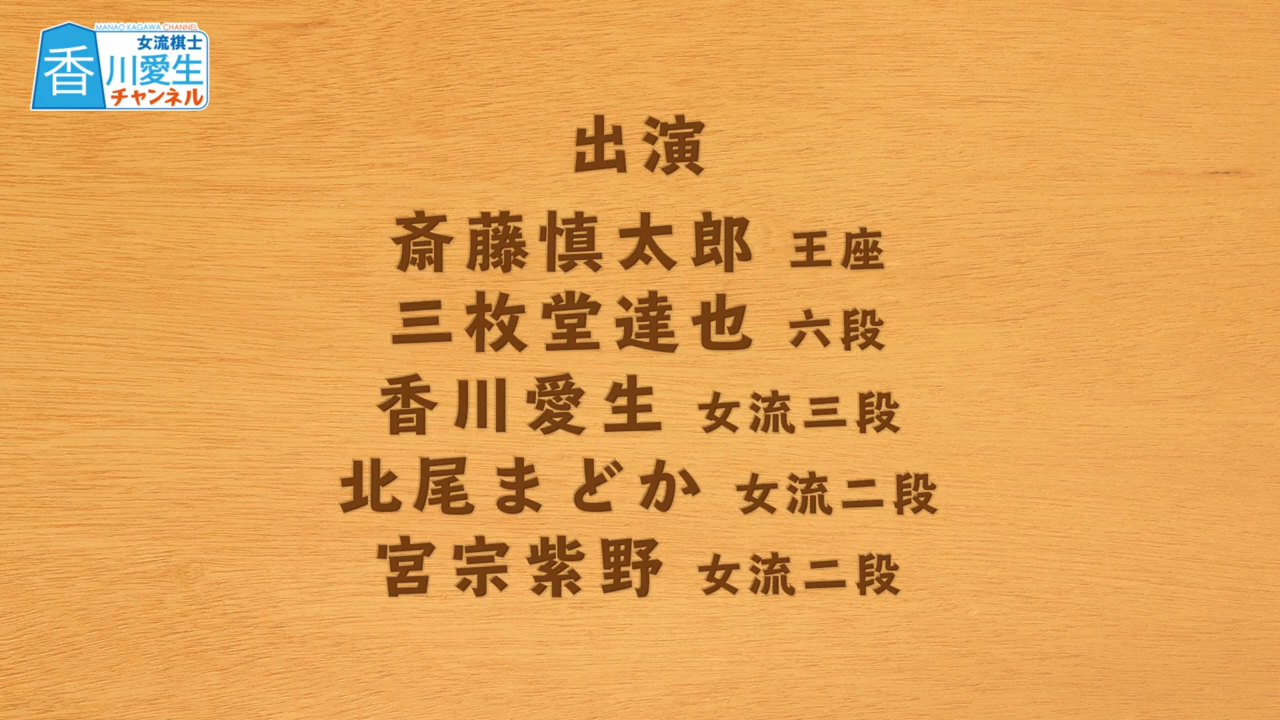 MANAO KAGAWA CHANNEL
女流棋士
香川愛生
チャンネル
出演
斎藤慎太郎 王座
三枚堂達也 六段
香川愛生 女流三段
北尾まどか 女流二段
宮宗紫野 女流二段